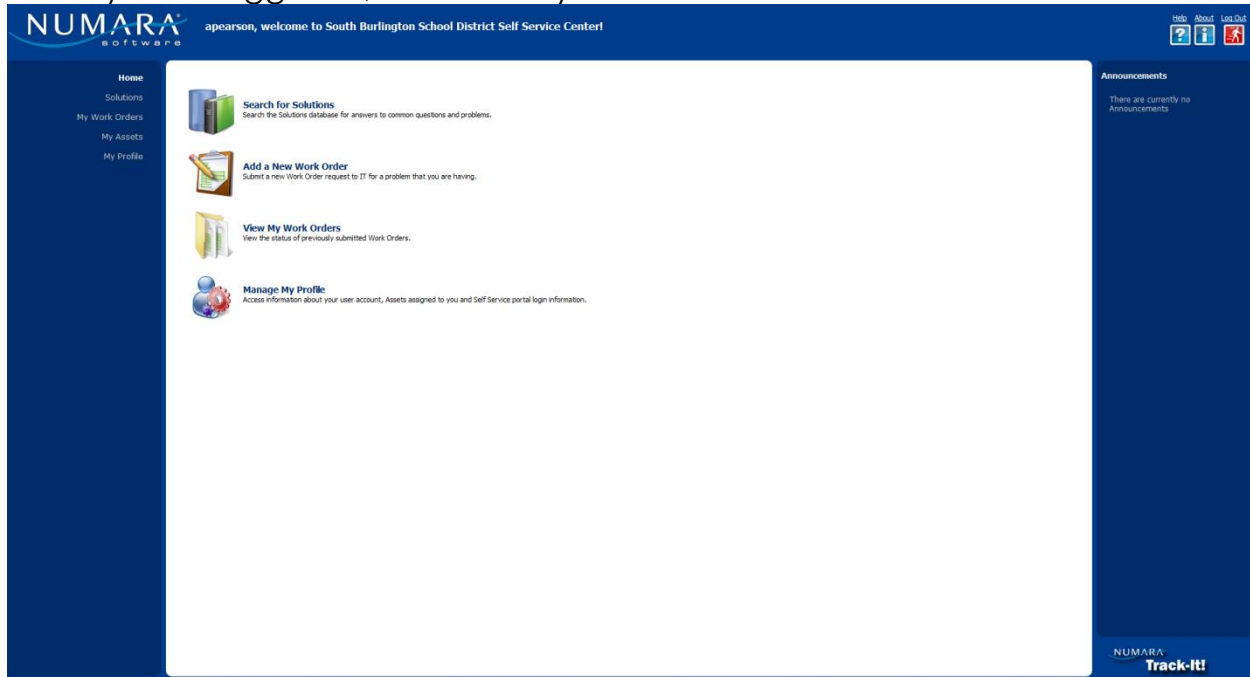 NUMARA
software
apearson, welcome to South Burlington School District Self Service Center!
Help About Log Out
Home
Solutions
My Work Orders
My Assets
My Profile
Search for Solutions
Search the Solutions database for answers to common questions and problems.
Add a New Work Order
Submit a new Work Order request to IT for a problem that you are having.
View My Work Orders
View the status of previously submitted Work Orders.
Manage My Profile
Access information about your user account, Assets assigned to you and Self Service portal login information.
Announcements
There are currently no
Announcements
NUMARA
Track-It!